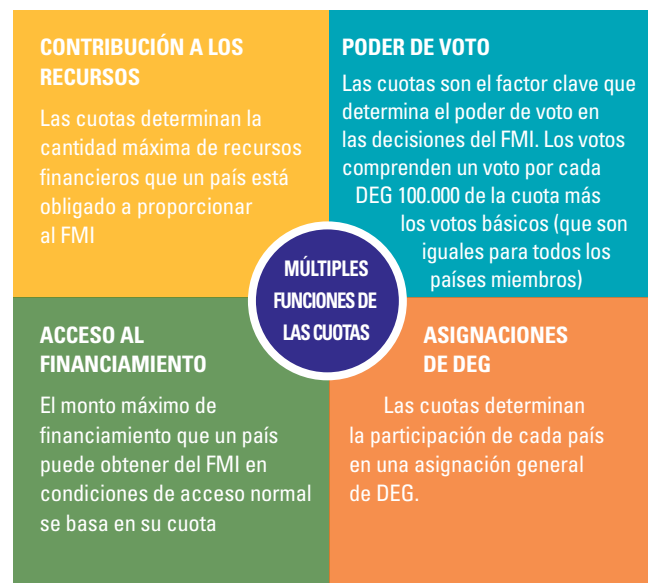 CONTRIBUCIÓN A LOS
RECURSOS
Las cuotas determinan la
cantidad máxima de recursos
financieros que un país está
obligado a proporcionar
al FMI
PODER DE VOTO
Las cuotas son el factor clave que
determina el poder de voto en
las decisiones del FMI. Los votos
comprenden un voto por cada
DEG 100.000 de la cuota más
los votos básicos (que son
iguales para todos los
países miembros)
MÚLTIPLES
FUNCIONES DE
LAS CUOTAS
ACCESO AL
FINANCIAMIENTO
El monto máximo de
financiamiento que un país
puede obtener del FMI en
condiciones de acceso normal
se basa en su cuota
ASIGNACIONES
DE DEG
Las cuotas determinan
la participación de cada país
en una asignación general
de DEG.